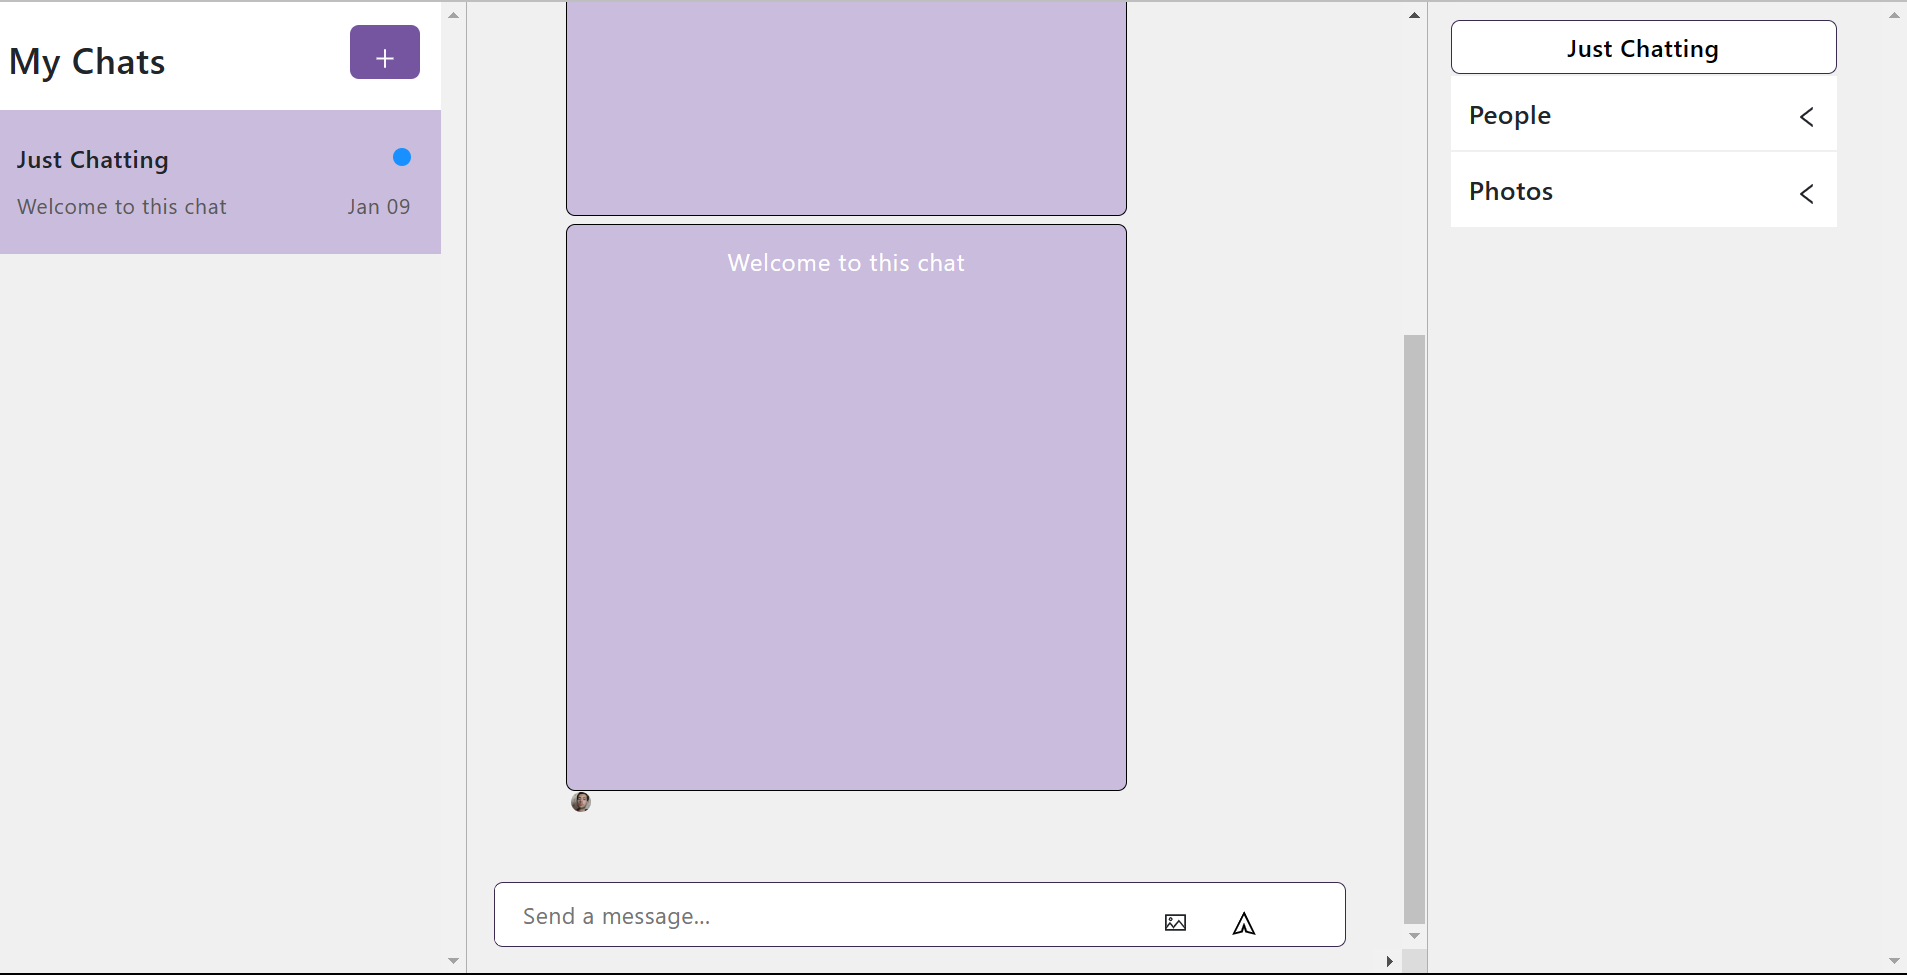 My Chats
+
Just Chatting
Welcome to this chat
Jan 09
Welcome to this chat
Send a message...
Just Chatting
People
Photos